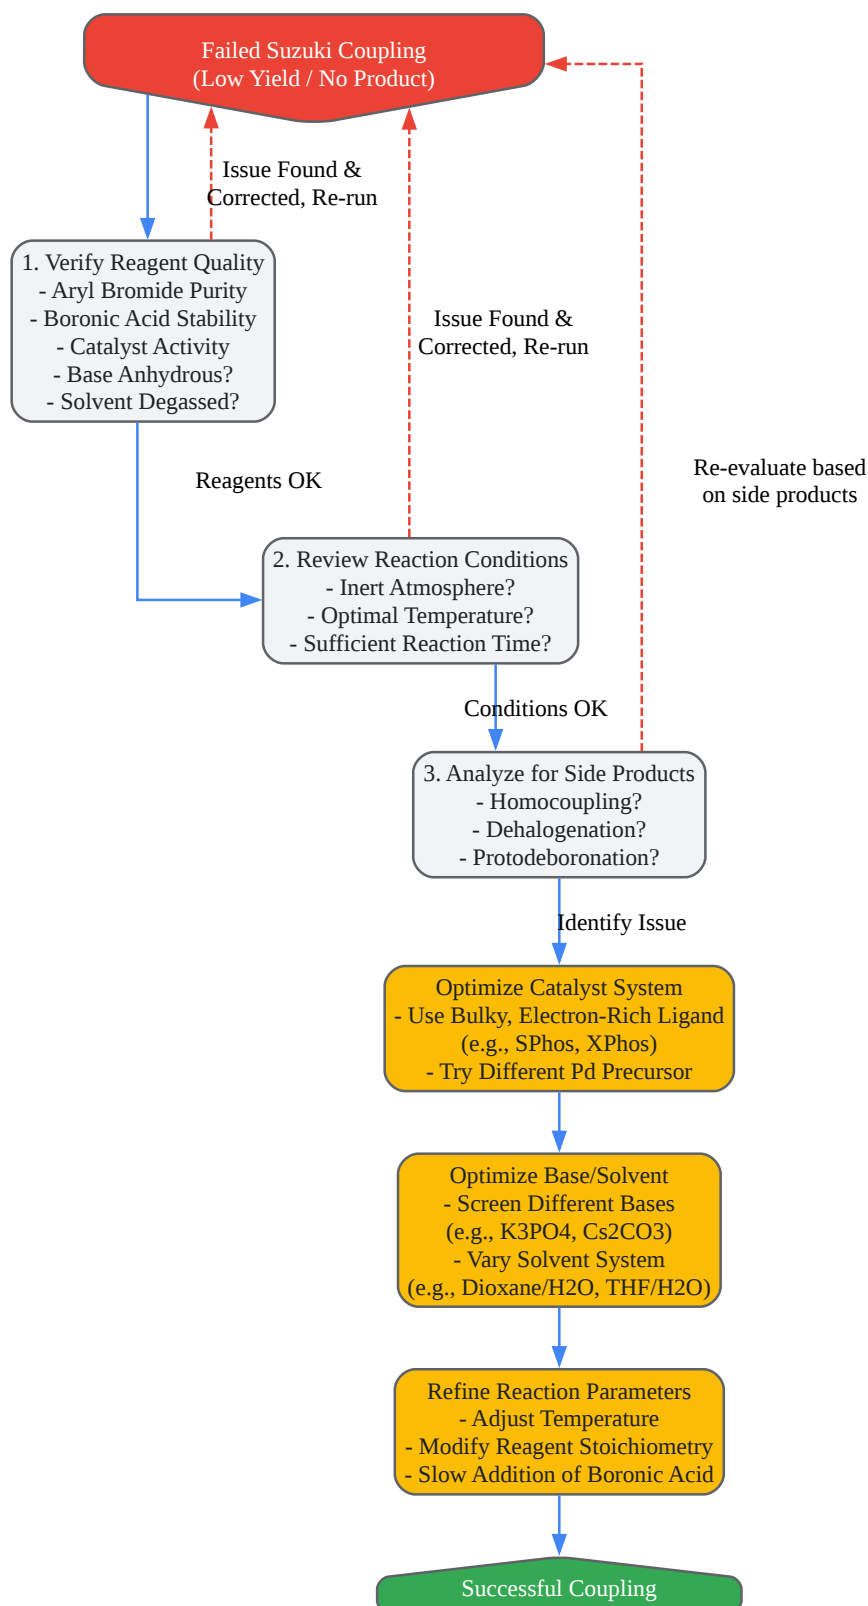 Failed Suzuki Coupling
(Low Yield / No Product)
Issue Found &
Corrected, Re-run
1. Verify Reagent Quality
- Aryl Bromide Purity
- Boronic Acid Stability
- Catalyst Activity
- Base Anhydrous?
- Solvent Degassed?
Issue Found &
Corrected, Re-run
Reagents OK
Re-evaluate based
on side products
2. Review Reaction Conditions
- Inert Atmosphere?
- Optimal Temperature?
- Sufficient Reaction Time?
Conditions OK
3. Analyze for Side Products
- Homocoupling?
- Dehalogenation?
- Protodeboronation?
Identify Issue
Optimize Catalyst System
- Use Bulky, Electron-Rich Ligand
(e.g., SPhos, XPhos)
- Try Different Pd Precursor
Optimize Base/Solvent
- Screen Different Bases
(e.g., K3PO4, Cs2CO3)
- Vary Solvent System
(e.g., Dioxane/H2O, THF/H2O)
Refine Reaction Parameters
- Adjust Temperature
- Modify Reagent Stoichiometry
- Slow Addition of Boronic Acid
Successful Coupling